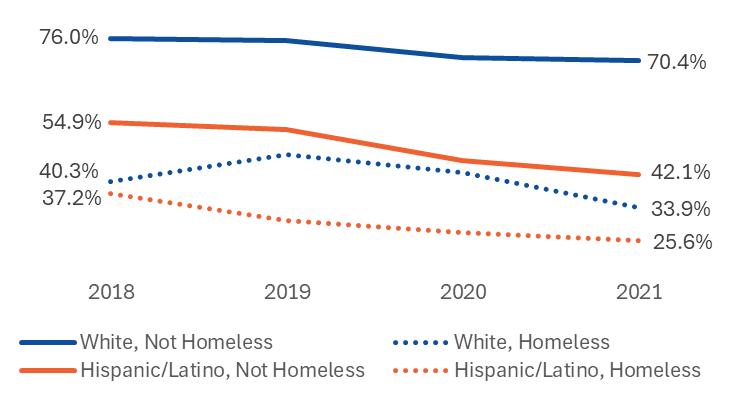 76.0%
70.4%
54.9%
42.1%
40.3%
37.2%
33.9%
25.6%
2018 2019 2020 2021
White, Not Homeless White, Homeless
Hispanic/Latino, Not Homeless Hispanic/Latino, Homeless